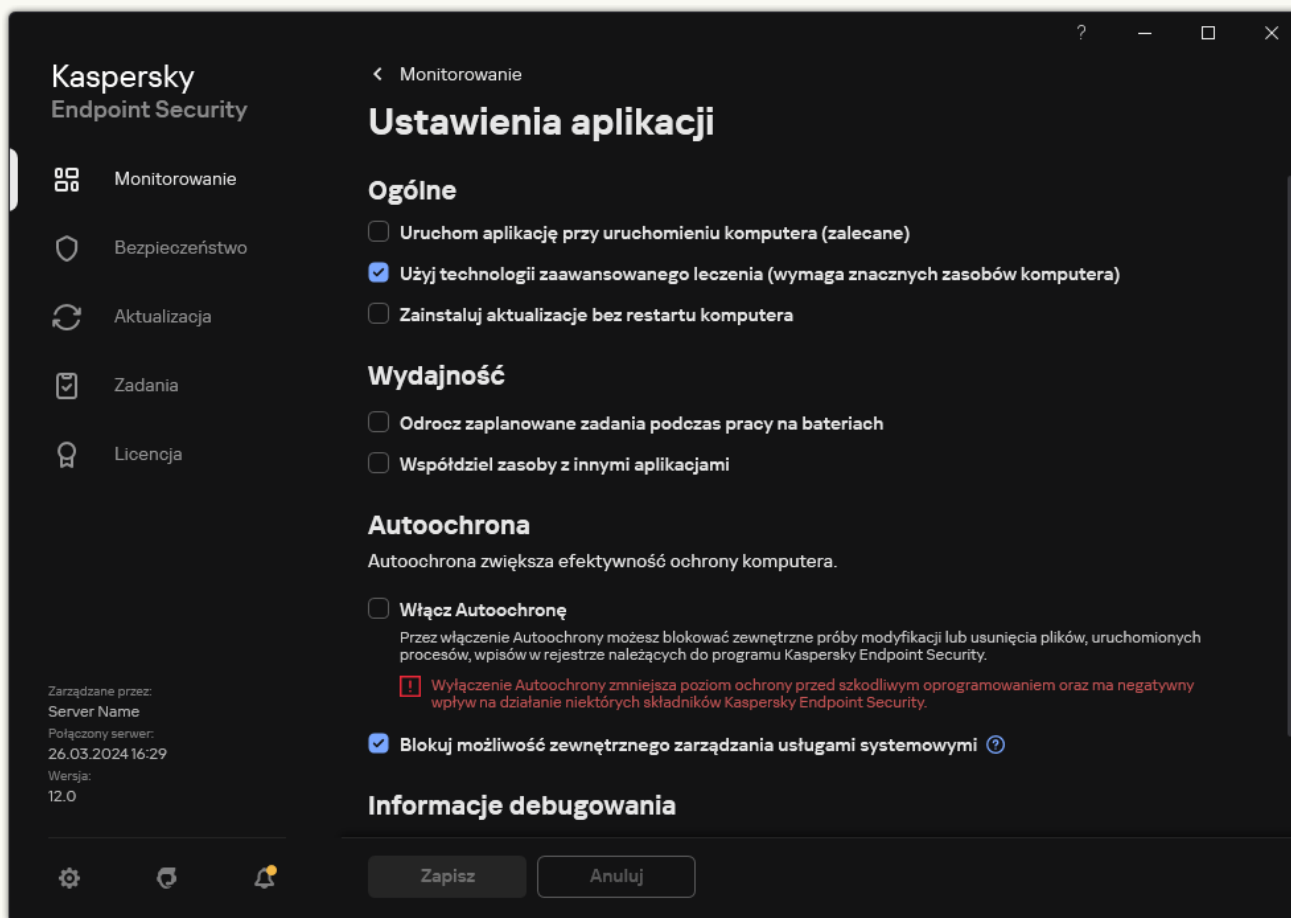 Kaspersky
Endpoint Security
Monitorowanie
Bezpieczeństwo
Aktualizacja
Zadania
Licencja
Zarządzane przez:
Server Name
Połączony serwer:
26.03.2024 16:29
Wersja:
12.0
?
Monitorowanie
Ustawienia aplikacji
Ogólne
Uruchom aplikację przy uruchomieniu komputera (zalecane)
Użyj technologii zaawansowanego leczenia (wymaga znacznych zasobów komputera)
Zainstaluj aktualizacje bez restartu komputera
Wydajność
Odrocz zaplanowane zadania podczas pracy na bateriach
Współdziel zasoby z innymi aplikacjami
Autoochrona
Autoochrona zwiększa efektywność ochrony komputera.
Włącz Autoochronę
Przez włączenie Autoochrony możesz blokować zewnętrzne próby modyfikacji lub usunięcia plików, uruchomionych
procesów, wpisów w rejestrze należących do programu Kaspersky Endpoint Security.
Wyłączenie Autoochrony zmniejsza poziom ochrony przed szkodliwym oprogramowaniem oraz ma negatywny
wpływ na działanie niektórych składników Kaspersky Endpoint Security.
Blokuj możliwość zewnętrznego zarządzania usługami systemowymi
Informacje debugowania
Zapisz
Anuluj